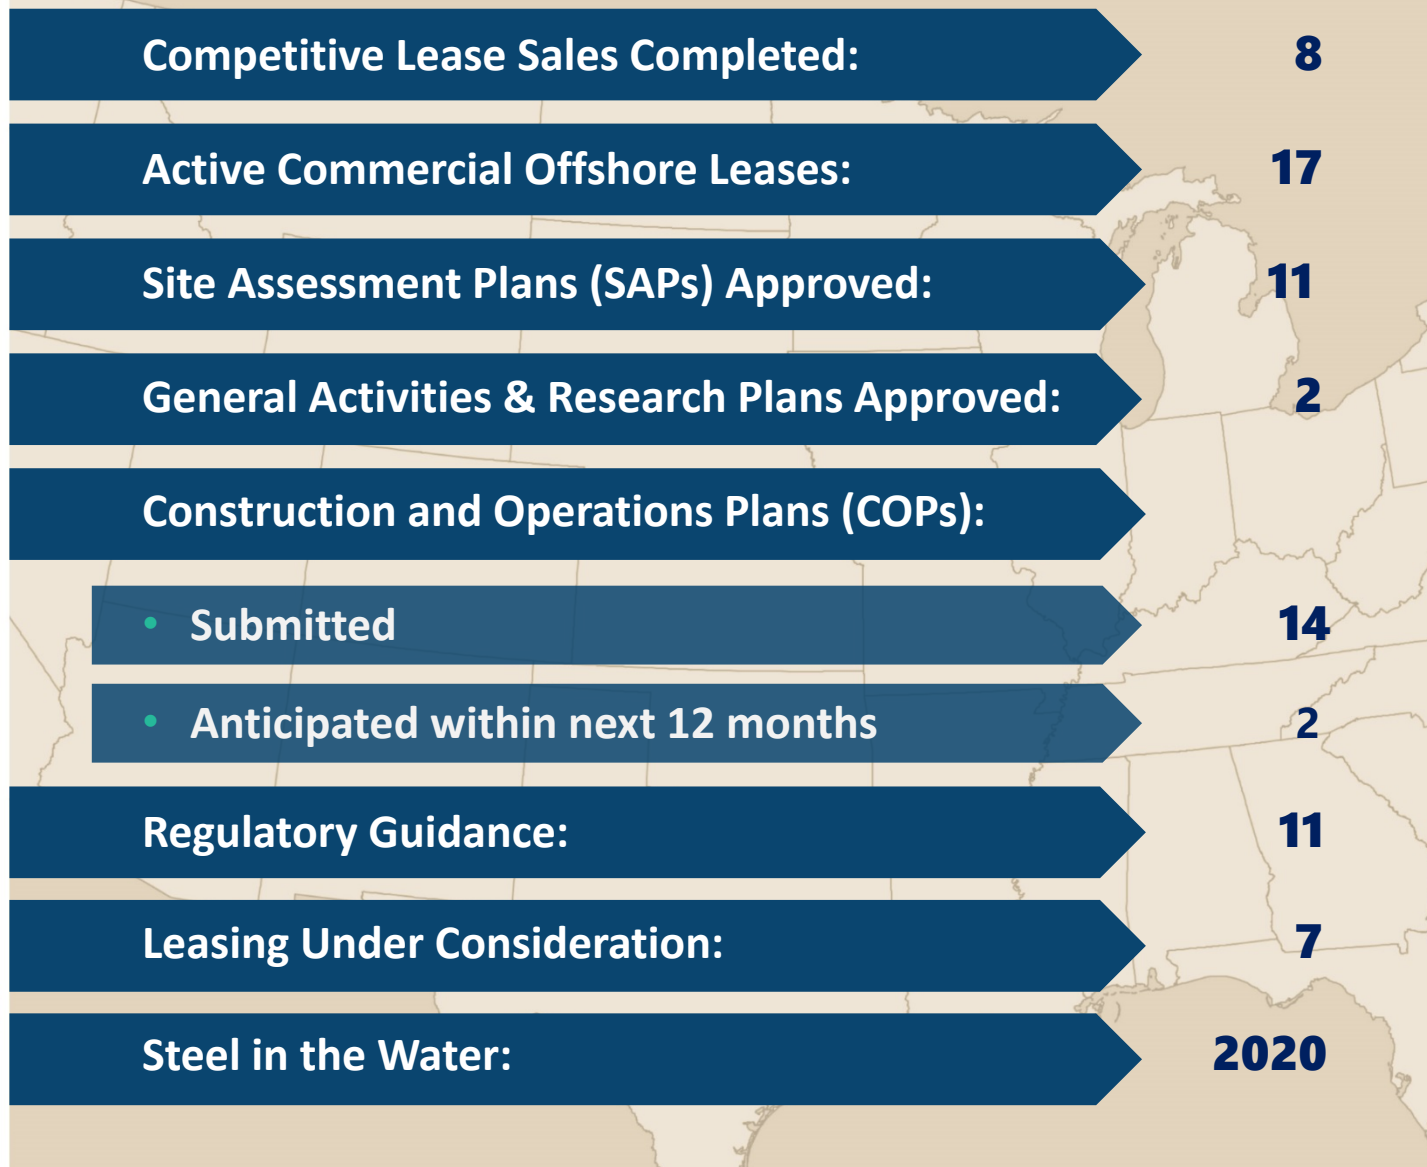 Competitive Lease Sales Completed: 8
Active Commercial Offshore Leases: 17
Site Assessment Plans (SAPs) Approved: 11
General Activities & Research Plans Approved: 2
Construction and Operations Plans (COPs):
• Submitted 14
• Anticipated within next 12 months 2
Regulatory Guidance: 11
Leasing Under Consideration: 7
Steel in the Water: 2020